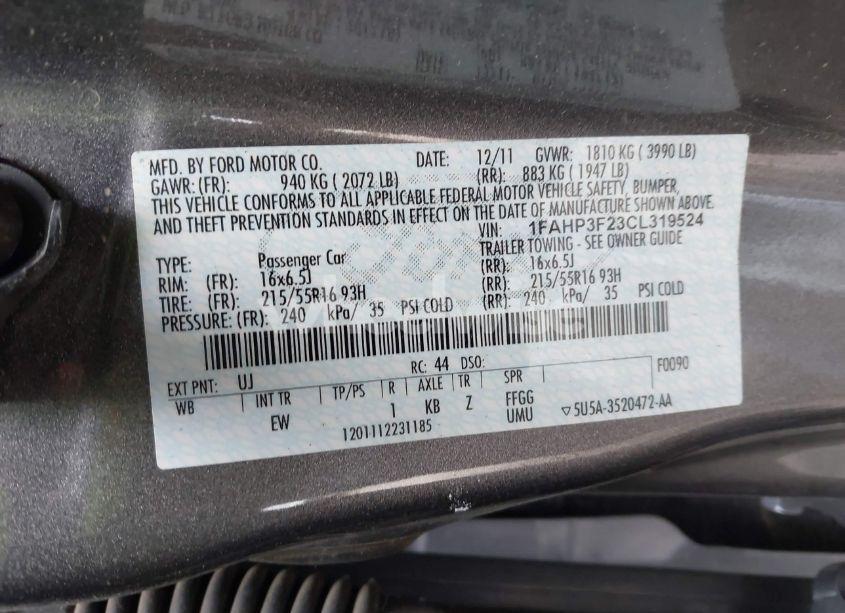 MFD. BY FORD MOTOR CO. DATE: 12/11 GVWR: 1810 KG ( 3990 LB)
GAWR:(FR): 940 KG ( 2072 LB) (RR): 883 KG ( 1947 LB)
THIS VEHICLE CONFORMS TO ALL APPLICABLE FEDERAL MOTOR VEHICLE SAFETY, BUMPER,
AND THEFT PREVENTION STANDARDS IN EFFECT ON THE DATE OF MANUFACTURE SHOWN ABOVE.
VIN: 1FAHP3F23CL319524
TYPE: Passenger Car TRAILER TOWING - SEE OWNER GUIDE
RIM: (FR): 16x6.5J (RR): 16x6.5J
TIRE: (FR): 215/55R16 93H (RR): 215/55R16 93H
PRESSURE: (FR): 240 kPa/ 35 PSI COLD (RR): 240 kPa/ 35 PSI COLD
EXT PNT: UJ RC: 44 DSO: F0090
WB INT TR TP/PS R AXLE TR SPR
EW 1 KB Z FFGG
UMU ▽5U5A-3520472-AA
1201112231185